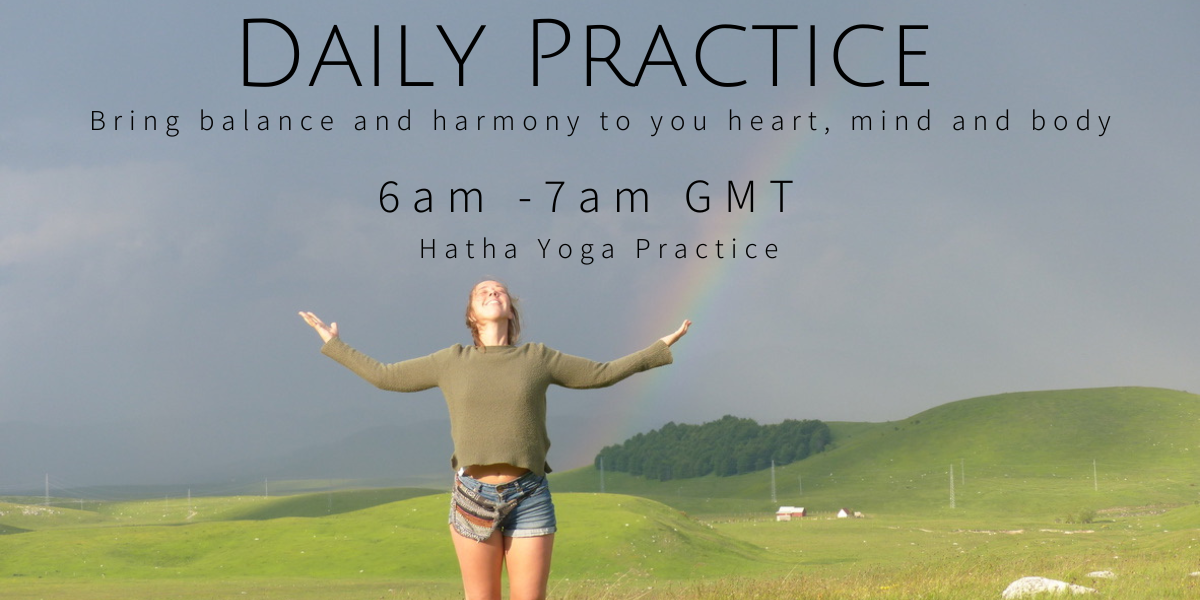 Daily Practice
Bring balance and harmony to you heart, mind and body
6am -7am GMT
Hatha Yoga Practice